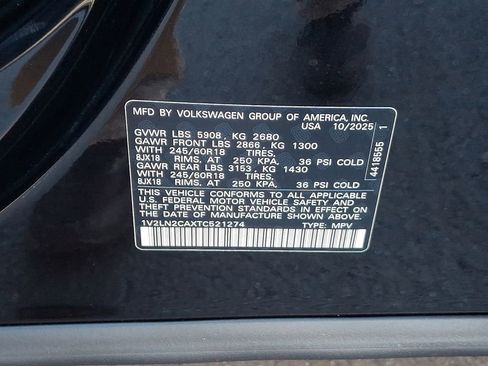 MFD BY VOLKSWAGEN GROUP OF AMERICA, INC.
USA 10/2025
GVWR LBS 5908, KG 2680
GAWR FRONT LBS 2866, KG 1300
WITH 245/60R18 TIRES,
8JX18 RIMS, AT 250 KPA, 36 PSI COLD
GAWR REAR LBS 3153, KG 1430
WITH 245/60R18 TIRES,
8JX18 RIMS, AT 250 KPA, 36 PSI COLD
THIS VEHICLE CONFORMS TO ALL APPLICABLE
U.S. FEDERAL MOTOR VEHICLE SAFETY AND
THEFT PREVENTION STANDARDS IN EFFECT ON
THE DATE OF MANUFACTURE SHOWN ABOVE.
1V2LN2CAXTC521274 TYPE: MPV
4418555 1